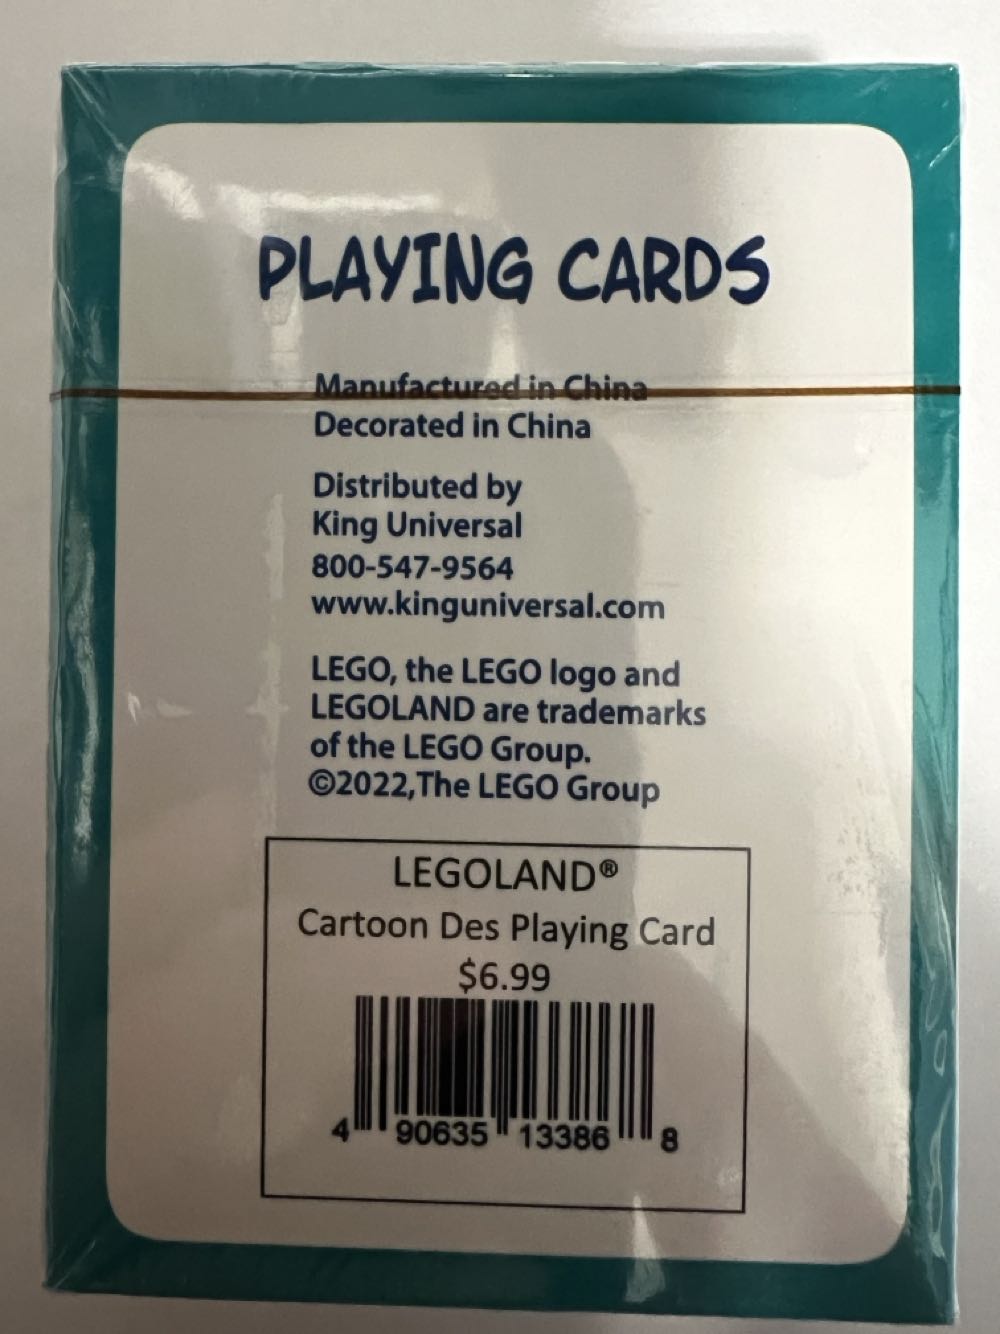 PLAYING CARDS
Manufactured in China
Decorated in China
Distributed by
King Universal
800-547-9564
www.kinguniversal.com
LEGO, the LEGO logo and
LEGOLAND are trademarks
of the LEGO Group.
©2022,The LEGO Group
LEGOLAND®
Cartoon Des Playing Card
$6.99
4 90635 13386 8